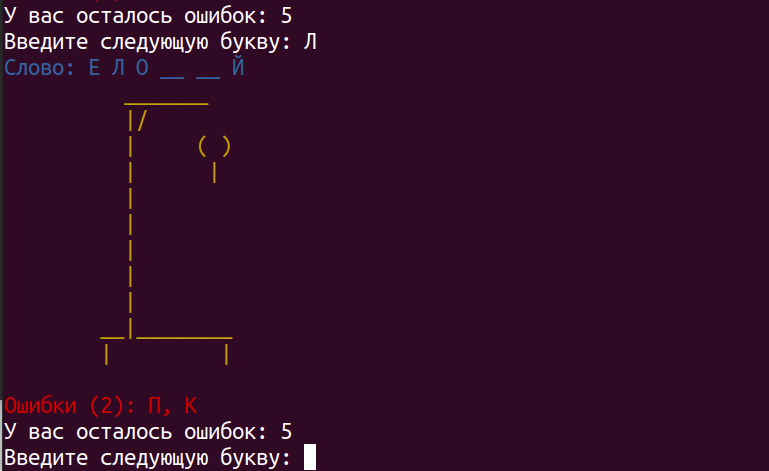 У вас осталось ошибок: 5
Введите следующую букву: Л
Слово: Е Л О __ __ Й
Ошибки (2): П, К
У вас осталось ошибок: 5
Введите следующую букву: